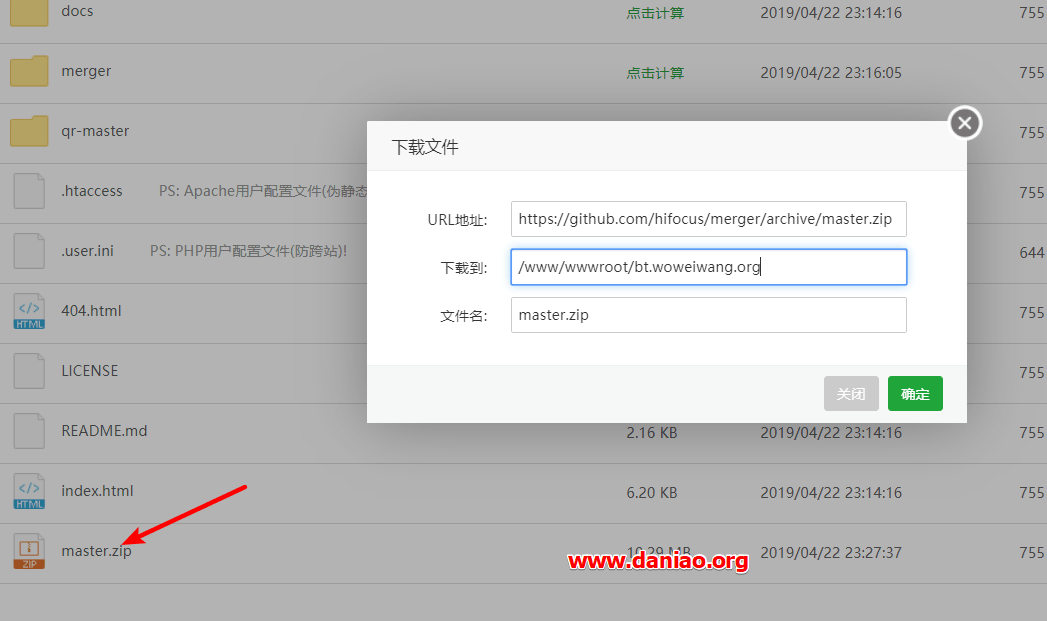 docs 点击计算 2019/04/22 23:14:16 755
merger 点击计算 2019/04/22 23:16:05 755
qr-master 755
.htaccess PS: Apache用户配置文件(伪静态 755
.user.ini PS: PHP用户配置文件(防跨站)! 644
404.html 755
LICENSE 755
README.md 2.16 KB 2019/04/22 23:14:16 755
index.html 6.20 KB 2019/04/22 23:14:16 755
master.zip 10.29 MB 2019/04/22 23:27:37 755
HTML
HTML
ZIP
下载文件
URL地址: https://github.com/hifocus/merger/archive/master.zip
下载到: /www/wwwroot/bt.woweiwang.org
文件名: master.zip
关闭 确定
www.daniao.org